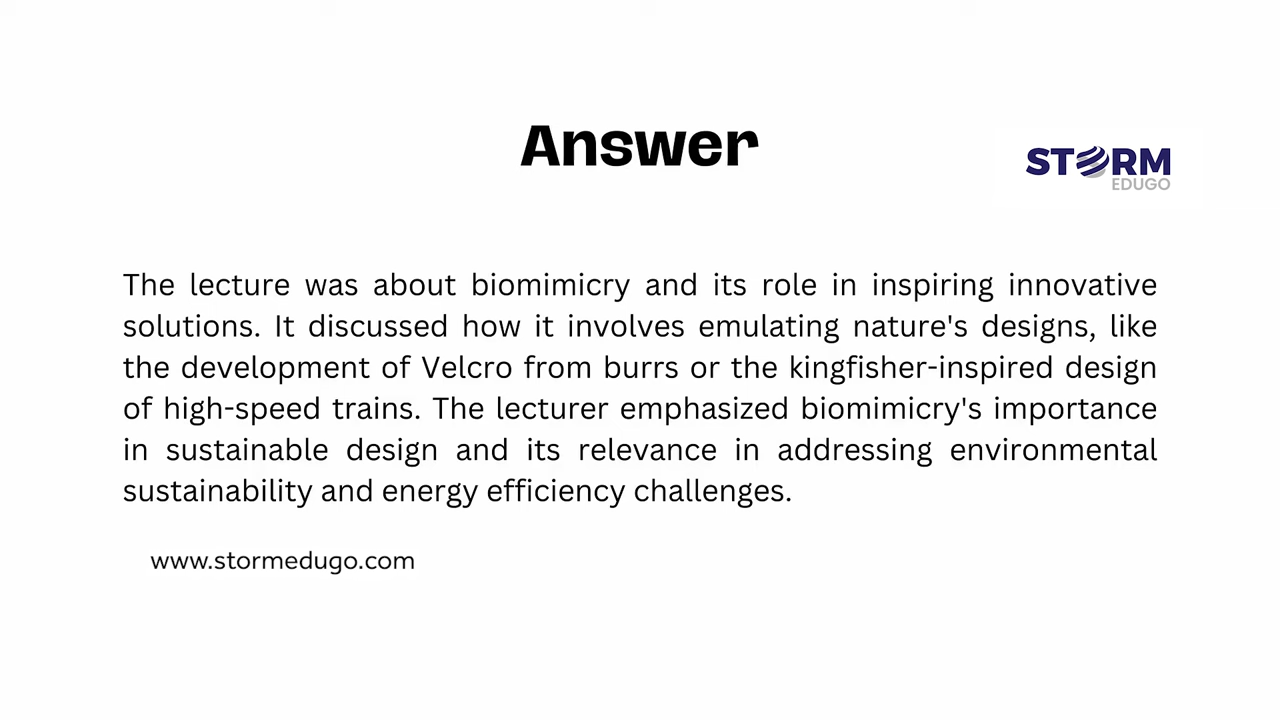 Answer
STORM
EDUGO
The lecture was about biomimicry and its role in inspiring innovative
solutions. It discussed how it involves emulating nature's designs, like
the development of Velcro from burrs or the kingfisher-inspired design
of high-speed trains. The lecturer emphasized biomimicry's importance
in sustainable design and its relevance in addressing environmental
sustainability and energy efficiency challenges.
www.stormedugo.com